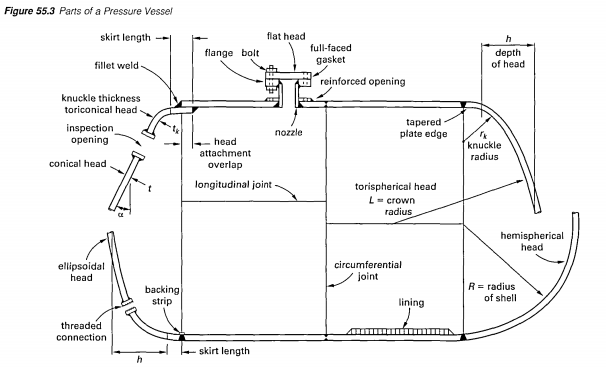 Figure 55.3 Parts of a Pressure Vessel
skirt length
flat head
bolt
full-faced
gasket
flange
h
depth
of head
fillet weld
reinforced opening
knuckle thickness
toriconical head
t_k
nozzle
tapered
plate edge
r_k
knuckle
radius
inspection
opening
head
attachment
overlap
conical head
t
longitudinal joint
torispherical head
L = crown
radius
α
hemispherical
head
ellipsoidal
head
circumferential
joint
R = radius
of shell
backing
strip
lining
threaded
connection
skirt length
h